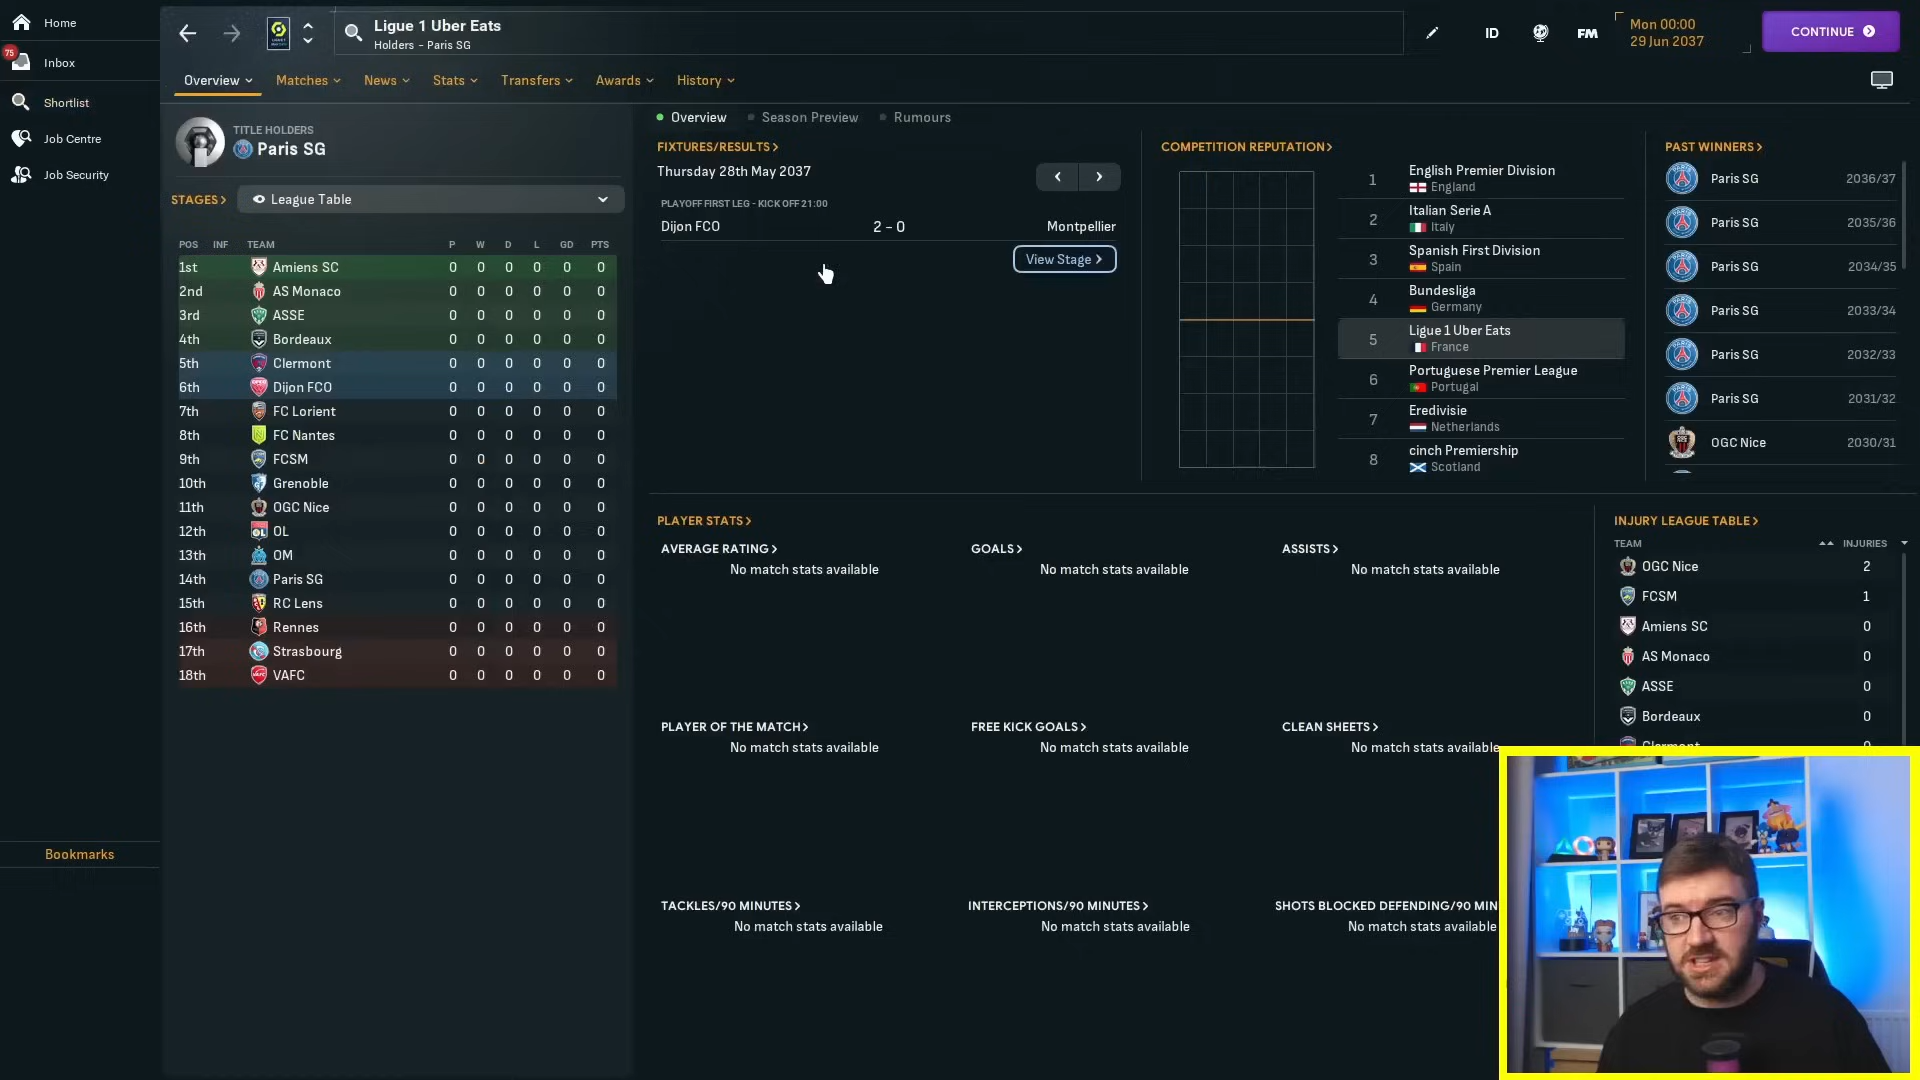 Home
75
Inbox
Shortlist
Job Centre
Job Security
Bookmarks
Ligue 1 Uber Eats
Holders - Paris SG
ID
FM
Mon 00:00
29 Jun 2037
CONTINUE
Overview
Matches
News
Stats
Transfers
Awards
History
TITLE HOLDERS
Paris SG
STAGES
League Table
POS INF TEAM P W D L GD PTS
1st Amiens SC 0 0 0 0 0 0
2nd AS Monaco 0 0 0 0 0 0
3rd ASSE 0 0 0 0 0 0
4th Bordeaux 0 0 0 0 0 0
5th Clermont 0 0 0 0 0 0
6th Dijon FCO 0 0 0 0 0 0
7th FC Lorient 0 0 0 0 0 0
8th FC Nantes 0 0 0 0 0 0
9th FCSM 0 0 0 0 0 0
10th Grenoble 0 0 0 0 0 0
11th OGC Nice 0 0 0 0 0 0
12th OL 0 0 0 0 0 0
13th OM 0 0 0 0 0 0
14th Paris SG 0 0 0 0 0 0
15th RC Lens 0 0 0 0 0 0
16th Rennes 0 0 0 0 0 0
17th Strasbourg 0 0 0 0 0 0
18th VAFC 0 0 0 0 0 0
Overview
Season Preview
Rumours
FIXTURES/RESULTS
Thursday 28th May 2037
PLAYOFF FIRST LEG - KICK OFF 21:00
Dijon FCO 2 - 0 Montpellier
View Stage
COMPETITION REPUTATION
1 English Premier Division
England
2 Italian Serie A
Italy
3 Spanish First Division
Spain
4 Bundesliga
Germany
5 Ligue 1 Uber Eats
France
6 Portuguese Premier League
Portugal
7 Eredivisie
Netherlands
8 cinch Premiership
Scotland
PAST WINNERS
Paris SG 2036/37
Paris SG 2035/36
Paris SG 2034/35
Paris SG 2033/34
Paris SG 2032/33
Paris SG 2031/32
OGC Nice 2030/31
PLAYER STATS
AVERAGE RATING
No match stats available
GOALS
No match stats available
ASSISTS
No match stats available
PLAYER OF THE MATCH
No match stats available
FREE KICK GOALS
No match stats available
CLEAN SHEETS
No match stats available
TACKLES/90 MINUTES
No match stats available
INTERCEPTIONS/90 MINUTES
No match stats available
SHOTS BLOCKED DEFENDING/90 MIN
No match stats available
INJURY LEAGUE TABLE
TEAM INJURIES
OGC Nice 2
FCSM 1
Amiens SC 0
AS Monaco 0
ASSE 0
Bordeaux 0
Clermont 0